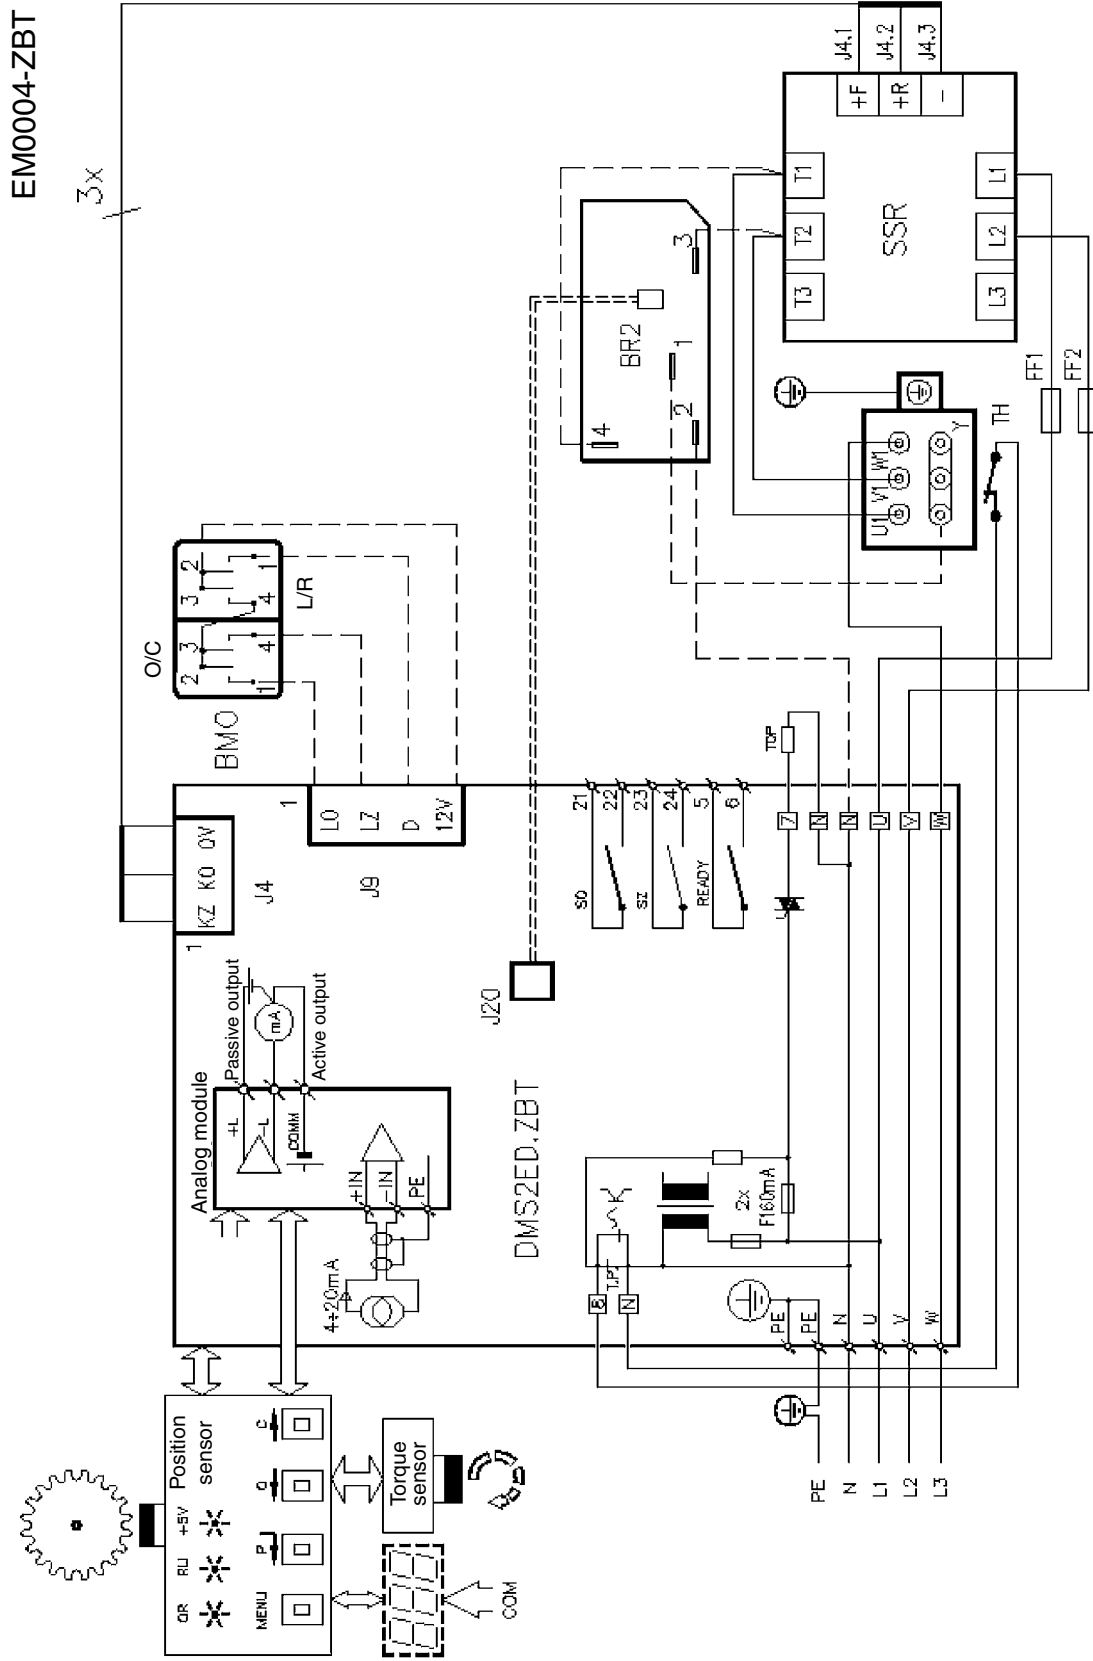 EM0004-ZBT
3x
J4.1
J4.2
J4.3
+F
+R
-
T1
T2
T3
SSR
L1
L2
L3
BR2
1
2
3
4
FF1
FF2
TH
U1
V1
W1
Y
O/C
L/R
2
3
3
2
1
4
4
1
BMO
1
LO
LZ
D
12V
J9
KZ KO OV
1
J4
J20
DMS2ED.ZBT
21
22
23
24
5
6
SO
SZ
READY
TOP
7
N
N
U
V
W
Analog module
Passive output
Active output
mA
+L
-L
COMM
+IN
-IN
PE
4÷20mA
2x
F160mA
T.P.
8
N
PE
PE
N
U
V
W
PE
N
L1
L2
L3
Position
sensor
OR
RLI
+5V
MENU
P
O
C
Torque
sensor
COM